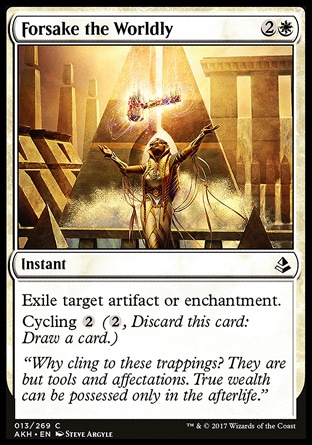 Forsake the Worldly 2
Instant
Exile target artifact or enchantment.
Cycling 2 (2, Discard this card:
Draw a card.)
“Why cling to these trappings? They are
but tools and affectations. True wealth
can be possessed only in the afterlife.”
013/269 C
AKH • EN Steve Argyle
™ & © 2017 Wizards of the Coast